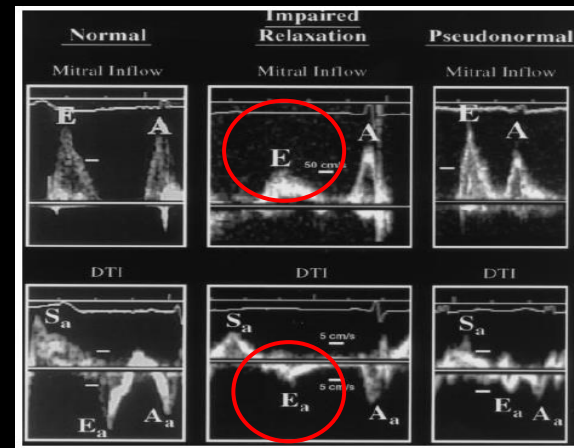 Normal
Impaired
Relaxation
Pseudonormal
Mitral Inflow
Mitral Inflow
Mitral Inflow
E
A
E
50 cm/s
A
E
A
DTI
DTI
DTI
Sa
Ea
Aa
Sa
5 cm/s
5 cm/s
Ea
Aa
Sa
Ea
Aa